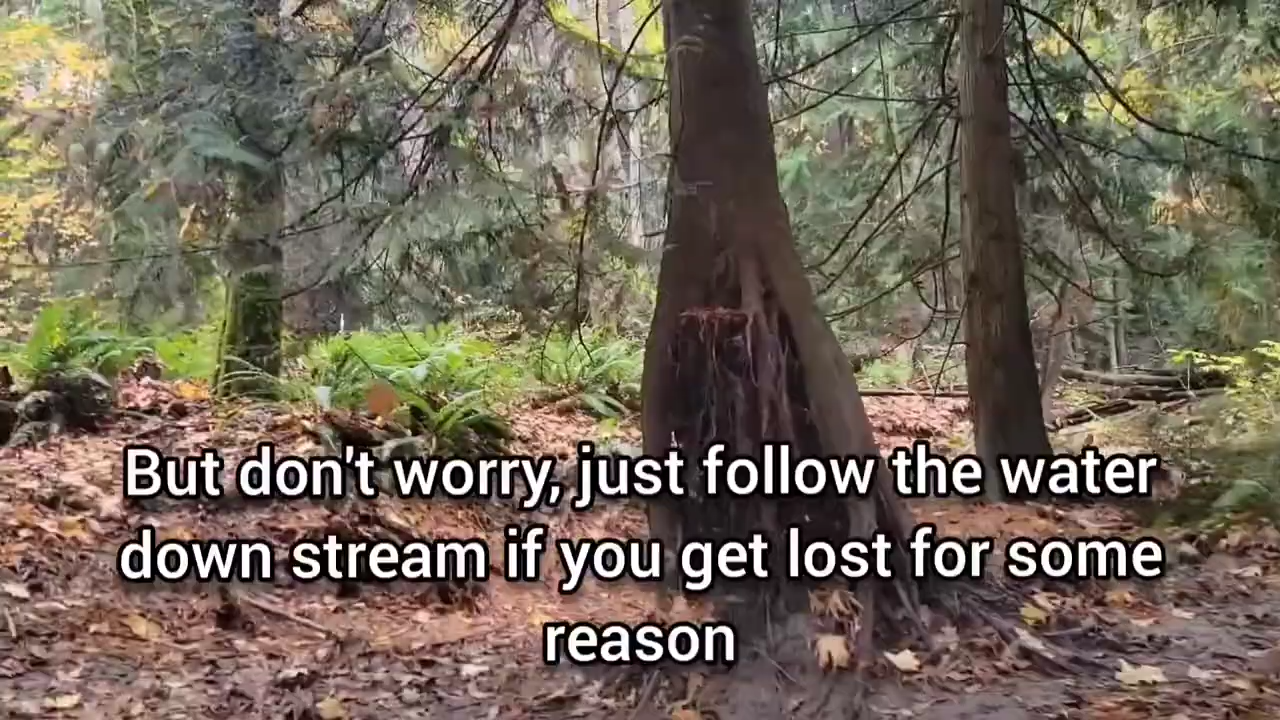 But don't worry, just follow the water
down stream if you get lost for some
reason